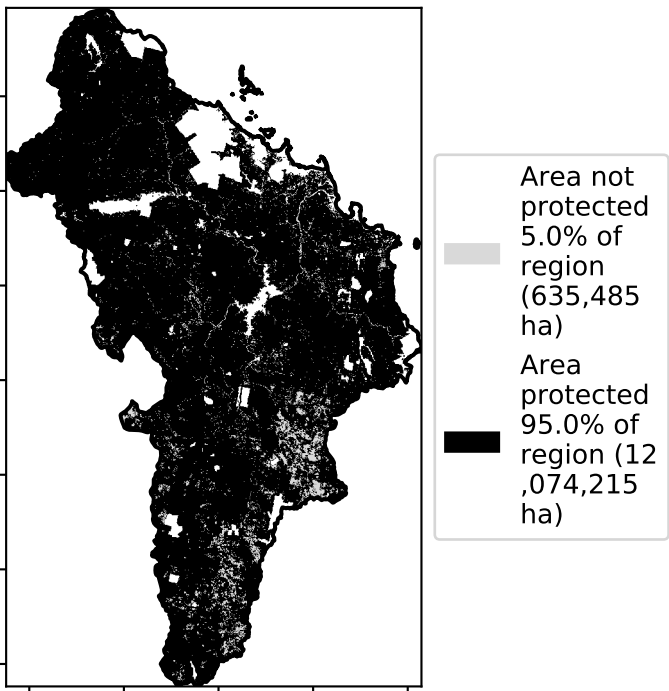 Area not
protected
5.0% of
region
(635,485
ha)
Area
protected
95.0% of
region (12
,074,215
ha)